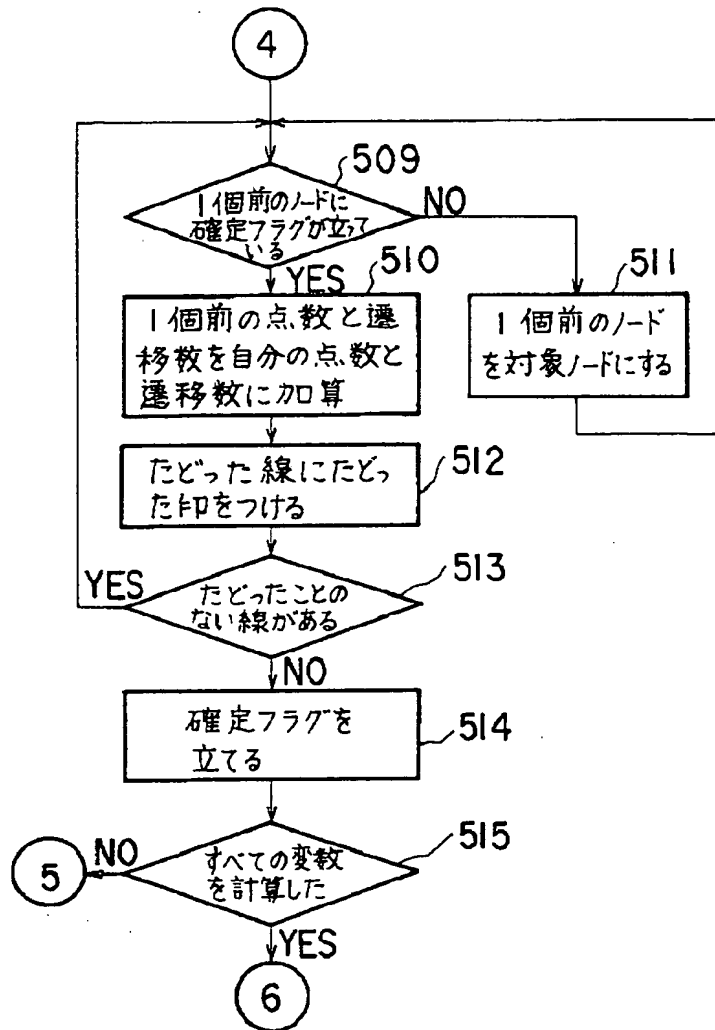 4
509
1個前のノードに
確定フラグが立って
いる
NO
YES
510
1個前の点数と遷
移数を自分の点数と
遷移数に加算
511
1個前のノード
を対象ノードにする
512
たどった線にたどっ
た印をつける
513
YES
たどったことの
ない線がある
NO
514
確定フラグを
立てる
515
すべての変数
を計算した
NO
5
YES
6